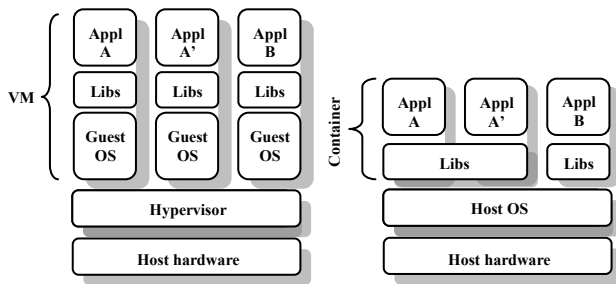 Appl
A
Appl
A’
Appl
B
Libs
Libs
Libs
VM
Guest
OS
Guest
OS
Guest
OS
Hypervisor
Host hardware
Container
Appl
A
Appl
A’
Appl
B
Libs
Libs
Host OS
Host hardware